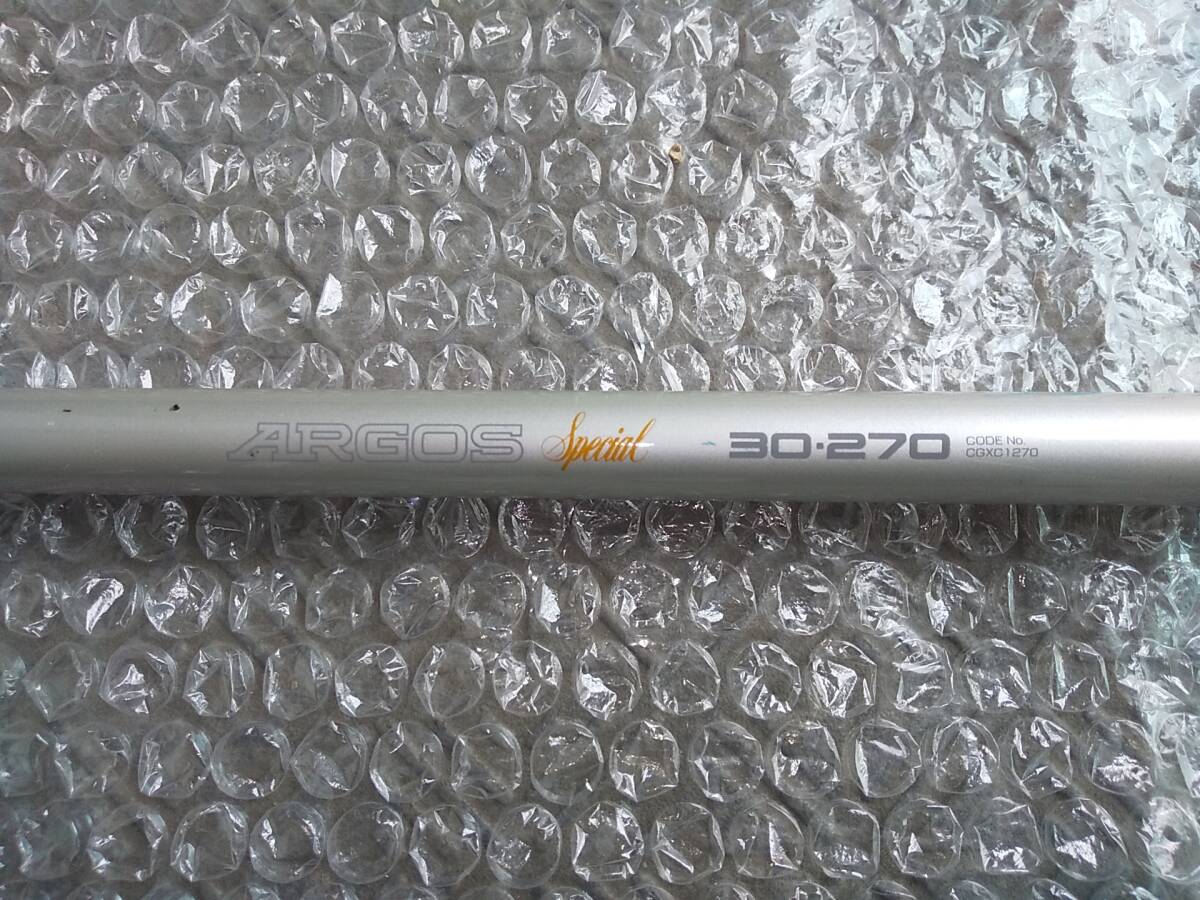 ARGOS Special 30·270
CODE No.
CGXC1270